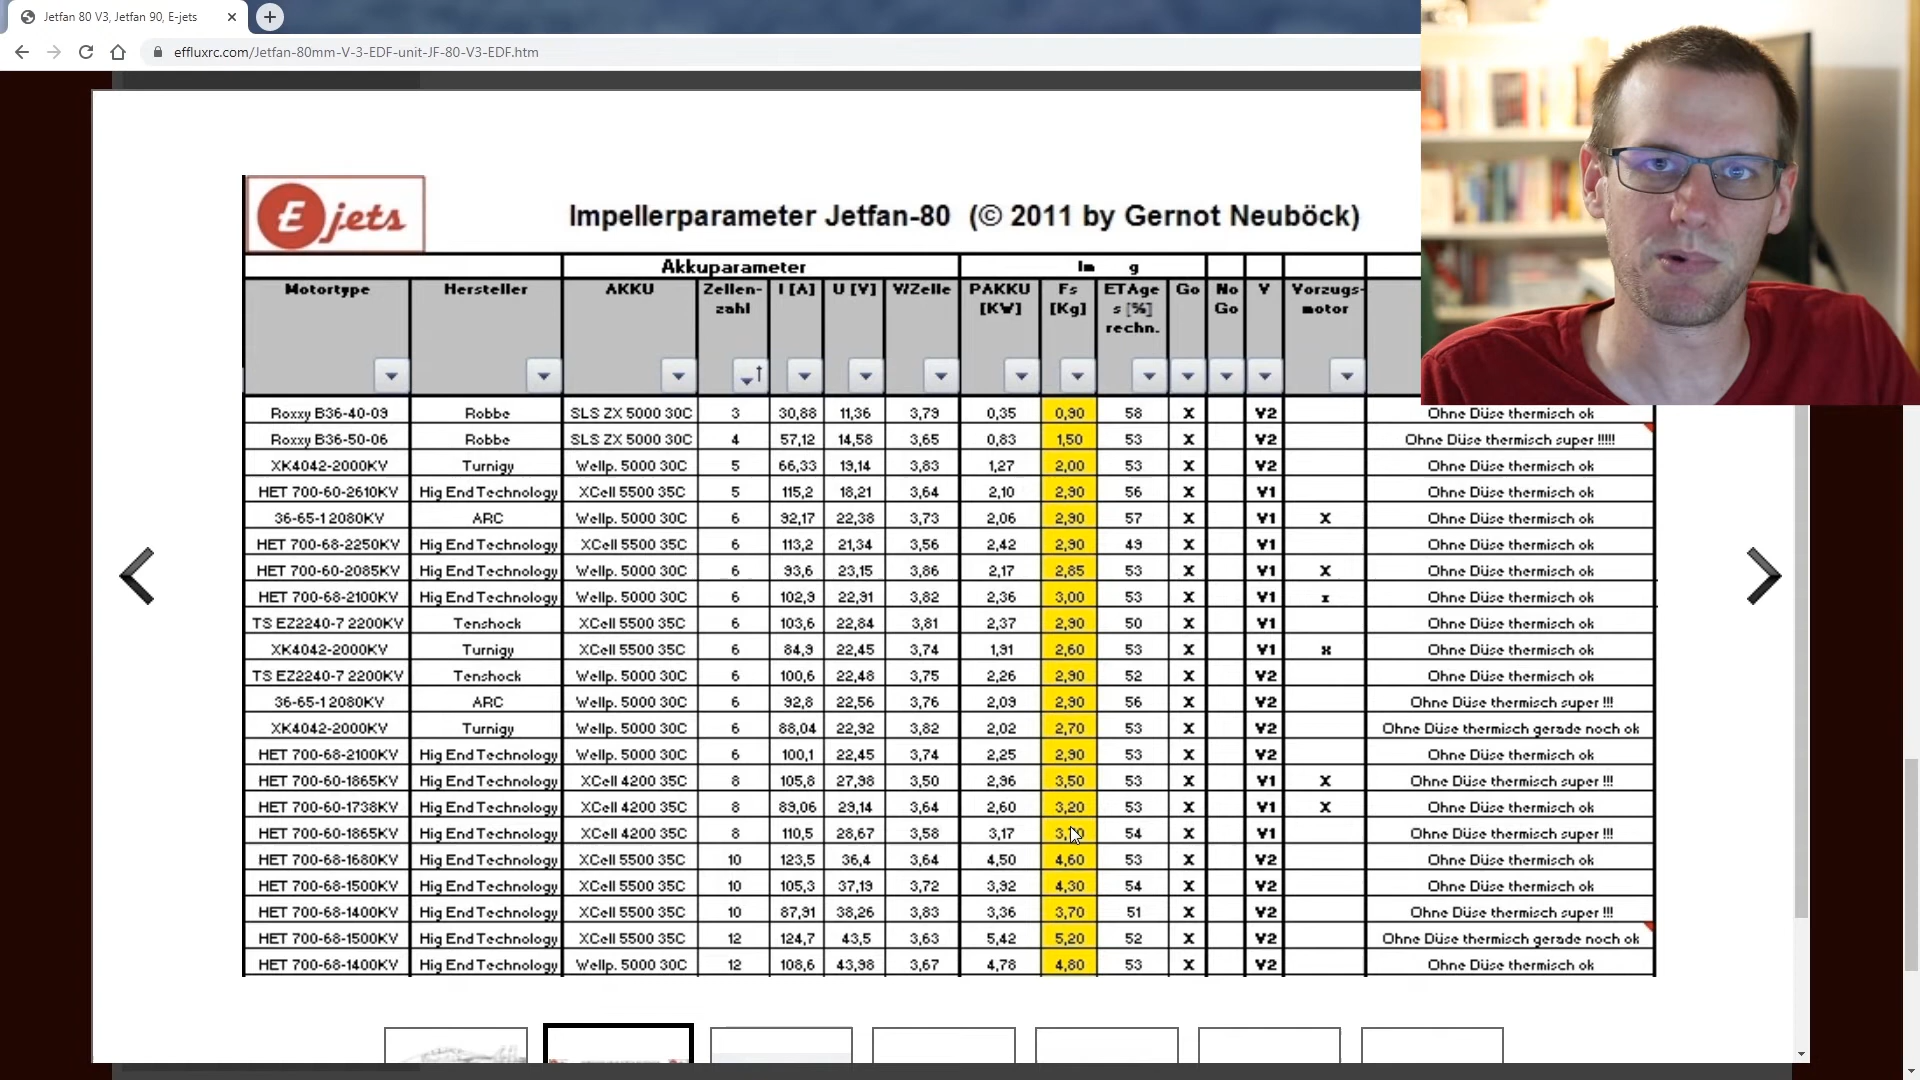 Jetfan 80 V3, Jetfan 90, E-jets
effluxrc.com/Jetfan-80mm-V-3-EDF-unit-JF-80-V3-EDF.htm
E jets
Impellerparameter Jetfan-80 (© 2011 by Gernot Neuböck)
Akkuparameter
Motortype Hersteller AKKU Zellen-zahl I [A] U [V] V/Zelle PAKKU [KW] Fs [Kg] ETAges [%] rechn. Go No Go V Vorzugs-motor
Roxxy B36-40-09 Robbe SLS ZX 5000 30C 3 30,88 11,36 3,79 0,35 0,90 58 X V2 Ohne Düse thermisch ok
Roxxy B36-50-06 Robbe SLS ZX 5000 30C 4 57,12 14,58 3,65 0,83 1,50 53 X V2 Ohne Düse thermisch super !!!!!
XK4042-2000KV Turnigy Wellp. 5000 30C 5 66,33 19,14 3,83 1,27 2,00 53 X V2 Ohne Düse thermisch ok
HET 700-60-2610KV Hig End Technology XCell 5500 35C 5 115,2 18,21 3,64 2,10 2,90 56 X V1 Ohne Düse thermisch ok
36-65-1 2080KV ARC Wellp. 5000 30C 6 92,17 22,38 3,73 2,06 2,90 57 X V1 X Ohne Düse thermisch ok
HET 700-68-2250KV Hig End Technology XCell 5500 35C 6 113,2 21,34 3,56 2,42 2,90 49 X V1 Ohne Düse thermisch ok
HET 700-60-2085KV Hig End Technology Wellp. 5000 30C 6 93,6 23,15 3,86 2,17 2,85 53 X V1 X Ohne Düse thermisch ok
HET 700-68-2100KV Hig End Technology Wellp. 5000 30C 6 102,9 22,91 3,82 2,36 3,00 53 X V1 x Ohne Düse thermisch ok
TS EZ2240-7 2200KV Tenshock XCell 5500 35C 6 103,6 22,84 3,81 2,37 2,90 50 X V1 Ohne Düse thermisch ok
XK4042-2000KV Turnigy XCell 5500 35C 6 84,9 22,45 3,74 1,91 2,60 53 X V1 x Ohne Düse thermisch ok
TS EZ2240-7 2200KV Tenshock Wellp. 5000 30C 6 100,6 22,48 3,75 2,26 2,90 52 X V2 Ohne Düse thermisch ok
36-65-1 2080KV ARC Wellp. 5000 30C 6 92,8 22,56 3,76 2,09 2,90 56 X V2 Ohne Düse thermisch super !!!
XK4042-2000KV Turnigy Wellp. 5000 30C 6 88,04 22,92 3,82 2,02 2,70 53 X V2 Ohne Düse thermisch gerade noch ok
HET 700-68-2100KV Hig End Technology Wellp. 5000 30C 6 100,1 22,45 3,74 2,25 2,90 53 X V2 Ohne Düse thermisch ok
HET 700-60-1865KV Hig End Technology XCell 4200 35C 8 105,8 27,98 3,50 2,96 3,50 53 X V1 X Ohne Düse thermisch super !!!
HET 700-60-1738KV Hig End Technology XCell 4200 35C 8 89,06 29,14 3,64 2,60 3,20 53 X V1 X Ohne Düse thermisch ok
HET 700-60-1865KV Hig End Technology XCell 4200 35C 8 110,5 28,67 3,58 3,17 54 X V1 Ohne Düse thermisch super !!!
HET 700-68-1680KV Hig End Technology XCell 5500 35C 10 123,5 36,4 3,64 4,50 4,60 53 X V2 Ohne Düse thermisch ok
HET 700-68-1500KV Hig End Technology XCell 5500 35C 10 105,3 37,19 3,72 3,92 4,30 54 X V2 Ohne Düse thermisch ok
HET 700-68-1400KV Hig End Technology XCell 5500 35C 10 87,91 38,26 3,83 3,36 3,70 51 X V2 Ohne Düse thermisch super !!!
HET 700-68-1500KV Hig End Technology XCell 5500 35C 12 124,7 43,5 3,63 5,42 5,20 52 X V2 Ohne Düse thermisch gerade noch ok
HET 700-68-1400KV Hig End Technology Wellp. 5000 30C 12 108,6 43,98 3,67 4,78 4,80 53 X V2 Ohne Düse thermisch ok